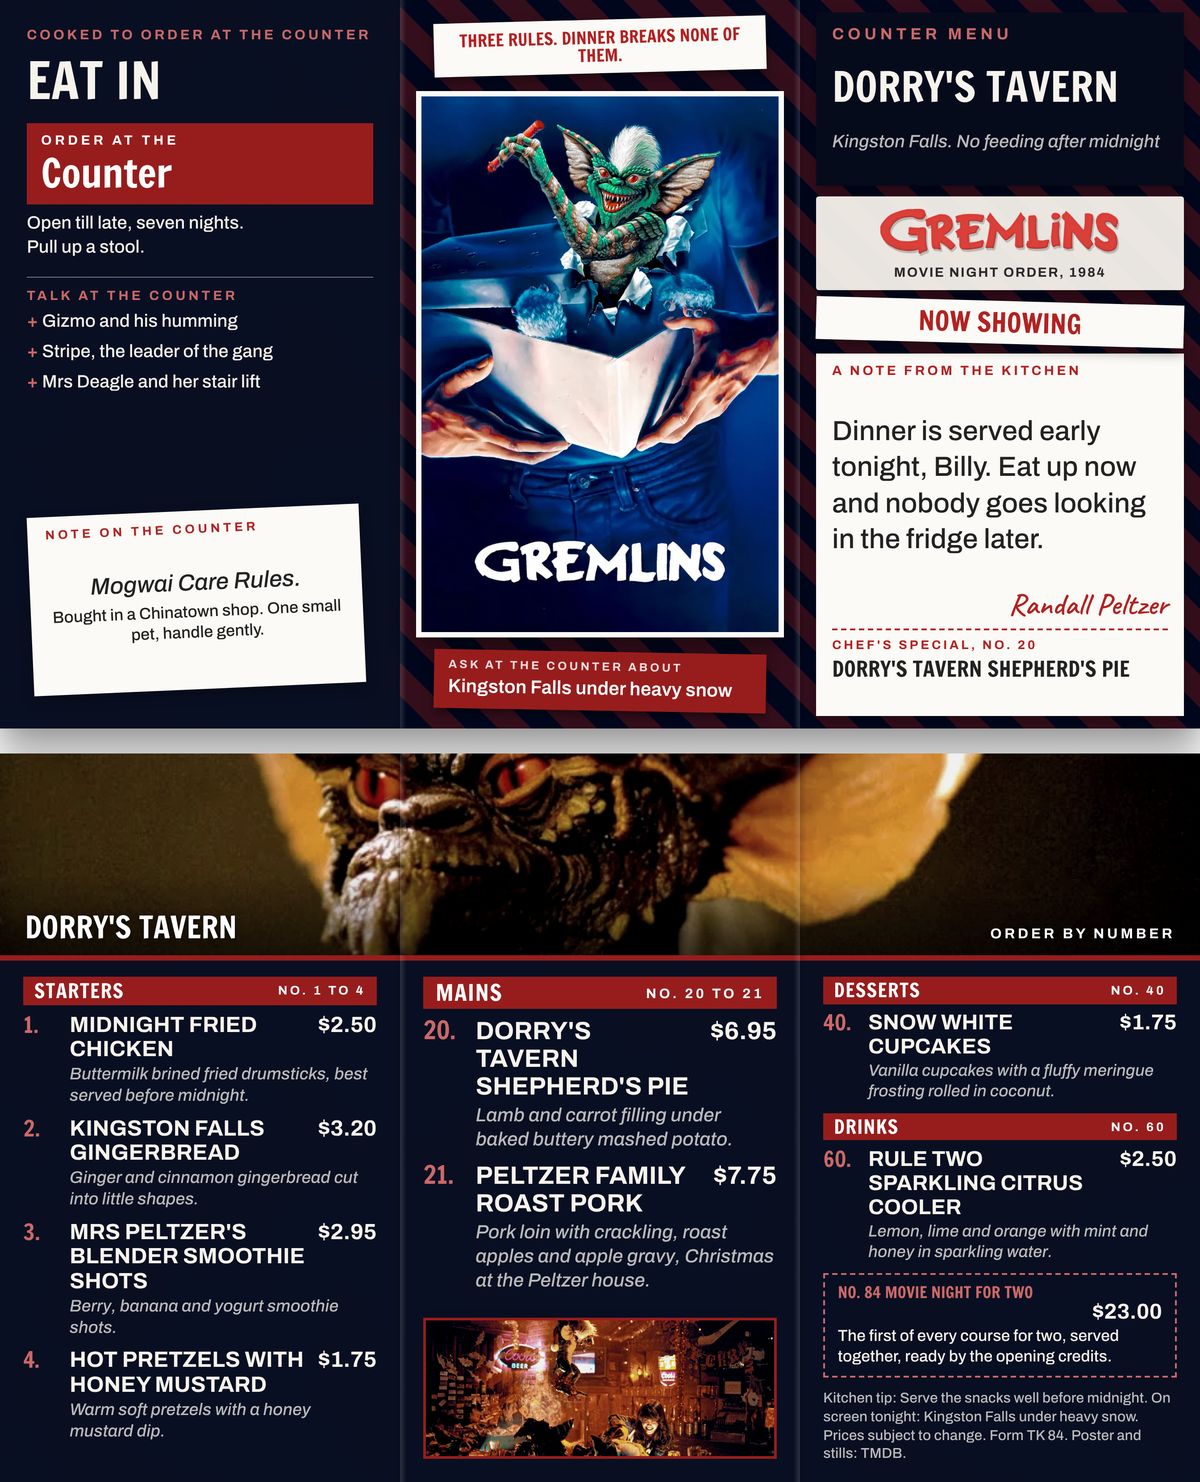 COOKED TO ORDER AT THE COUNTER
EAT IN
ORDER AT THE
Counter
Open till late, seven nights.
Pull up a stool.
TALK AT THE COUNTER
+ Gizmo and his humming
+ Stripe, the leader of the gang
+ Mrs Deagle and her stair lift
NOTE ON THE COUNTER
Mogwai Care Rules.
Bought in a Chinatown shop. One small
pet, handle gently.
THREE RULES. DINNER BREAKS NONE OF
THEM.
GREMLINS
ASK AT THE COUNTER ABOUT
Kingston Falls under heavy snow
COUNTER MENU
DORRY'S TAVERN
Kingston Falls. No feeding after midnight
GREMLINS
MOVIE NIGHT ORDER, 1984
NOW SHOWING
A NOTE FROM THE KITCHEN
Dinner is served early
tonight, Billy. Eat up now
and nobody goes looking
in the fridge later.
Randall Peltzer
CHEF'S SPECIAL, NO. 20
DORRY'S TAVERN SHEPHERD'S PIE
DORRY'S TAVERN
ORDER BY NUMBER
STARTERS NO. 1 TO 4
1. MIDNIGHT FRIED $2.50
CHICKEN
Buttermilk brined fried drumsticks, best
served before midnight.
2. KINGSTON FALLS $3.20
GINGERBREAD
Ginger and cinnamon gingerbread cut
into little shapes.
3. MRS PELTZER'S $2.95
BLENDER SMOOTHIE
SHOTS
Berry, banana and yogurt smoothie
shots.
4. HOT PRETZELS WITH $1.75
HONEY MUSTARD
Warm soft pretzels with a honey
mustard dip.
MAINS NO. 20 TO 21
20. DORRY'S $6.95
TAVERN
SHEPHERD'S PIE
Lamb and carrot filling under
baked buttery mashed potato.
21. PELTZER FAMILY $7.75
ROAST PORK
Pork loin with crackling, roast
apples and apple gravy, Christmas
at the Peltzer house.
Coors
BEER
DESSERTS NO. 40
40. SNOW WHITE $1.75
CUPCAKES
Vanilla cupcakes with a fluffy meringue
frosting rolled in coconut.
DRINKS NO. 60
60. RULE TWO $2.50
SPARKLING CITRUS
COOLER
Lemon, lime and orange with mint and
honey in sparkling water.
NO. 84 MOVIE NIGHT FOR TWO
$23.00
The first of every course for two, served
together, ready by the opening credits.
Kitchen tip: Serve the snacks well before midnight. On
screen tonight: Kingston Falls under heavy snow.
Prices subject to change. Form TK 84. Poster and
stills: TMDB.